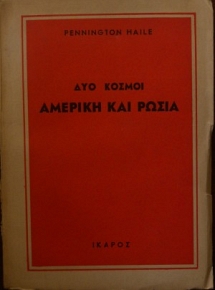 PENNINGTON HAILE
ΔΥΟ ΚΟΣΜΟΙ
ΑΜΕΡΙΚΗ ΚΑΙ ΡΩΣΙΑ
ΙΚΑΡΟΣ